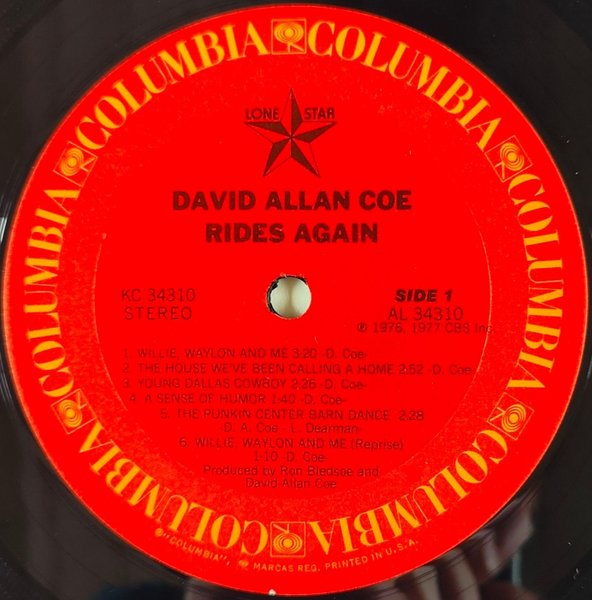 COLUMBIA COLUMBIA COLUMBIA COLUMBIA COLUMBIA COLUMBIA
LONE STAR
DAVID ALLAN COE
RIDES AGAIN
KC 34310
STEREO
SIDE 1
AL 34310
℗ 1976, 1977 CBS Inc.
1. WILLIE, WAYLON AND ME 3:20 -D. Coe-
2. THE HOUSE WE'VE BEEN CALLING A HOME 2:52 -D. Coe-
3. YOUNG DALLAS COWBOY 2:26 -D. Coe-
4. A SENSE OF HUMOR 1:40 -D. Coe-
5. THE PUNKIN CENTER BARN DANCE 2:28
-D. A. Coe - L. Dearman-
6. WILLIE, WAYLON AND ME (Reprise)
1:10 -D. Coe-
Produced by Ron Bledsoe and
David Allan Coe
"COLUMBIA", MARCAS REG. PRINTED IN U.S.A.